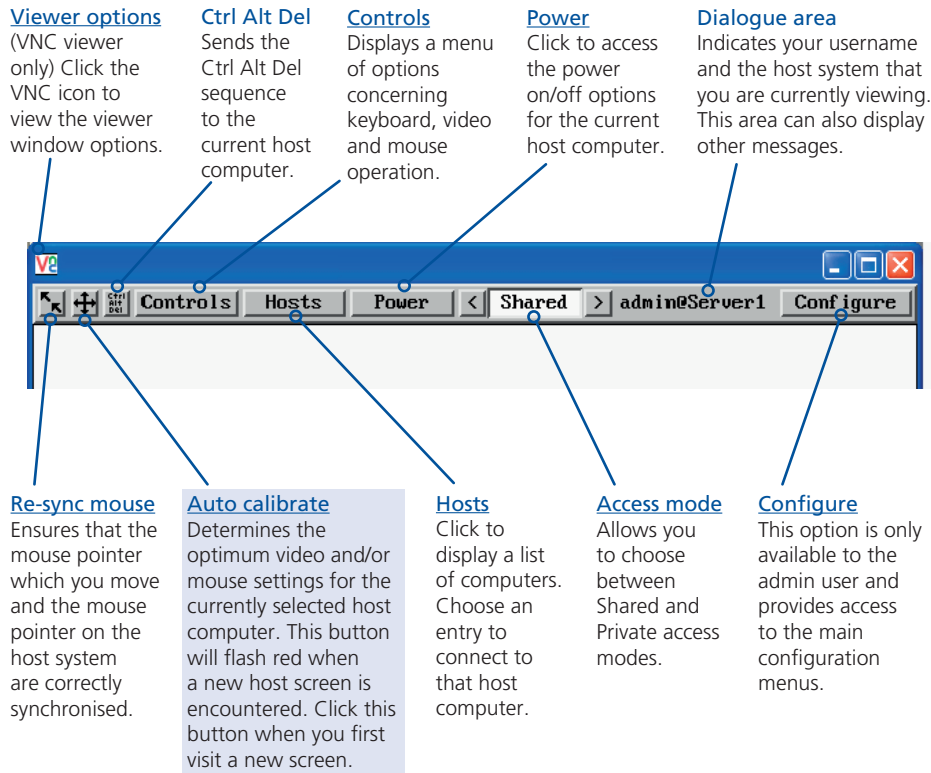 Viewer options
(VNC viewer
only) Click the
VNC icon to
view the viewer
window options.
Ctrl Alt Del
Sends the
Ctrl Alt Del
sequence
to the
current host
computer.
Controls
Displays a menu
of options
concerning
keyboard, video
and mouse
operation.
Power
Click to access
the power
on/off options
for the current
host computer.
Dialogue area
Indicates your username
and the host system that
you are currently viewing.
This area can also display
other messages.
Ctrl
Alt
Del
Controls
Hosts
Power
<
Shared
>
admin@Server1
Configure
Re-sync mouse
Ensures that the
mouse pointer
which you move
and the mouse
pointer on the
host system
are correctly
synchronised.
Auto calibrate
Determines the
optimum video and/or
mouse settings for the
currently selected host
computer. This button
will flash red when
a new host screen is
encountered. Click this
button when you first
visit a new screen.
Hosts
Click to
display a list
of computers.
Choose an
entry to
connect to
that host
computer.
Access mode
Allows you
to choose
between
Shared and
Private access
modes.
Configure
This option is only
available to the
admin user and
provides access
to the main
configuration
menus.